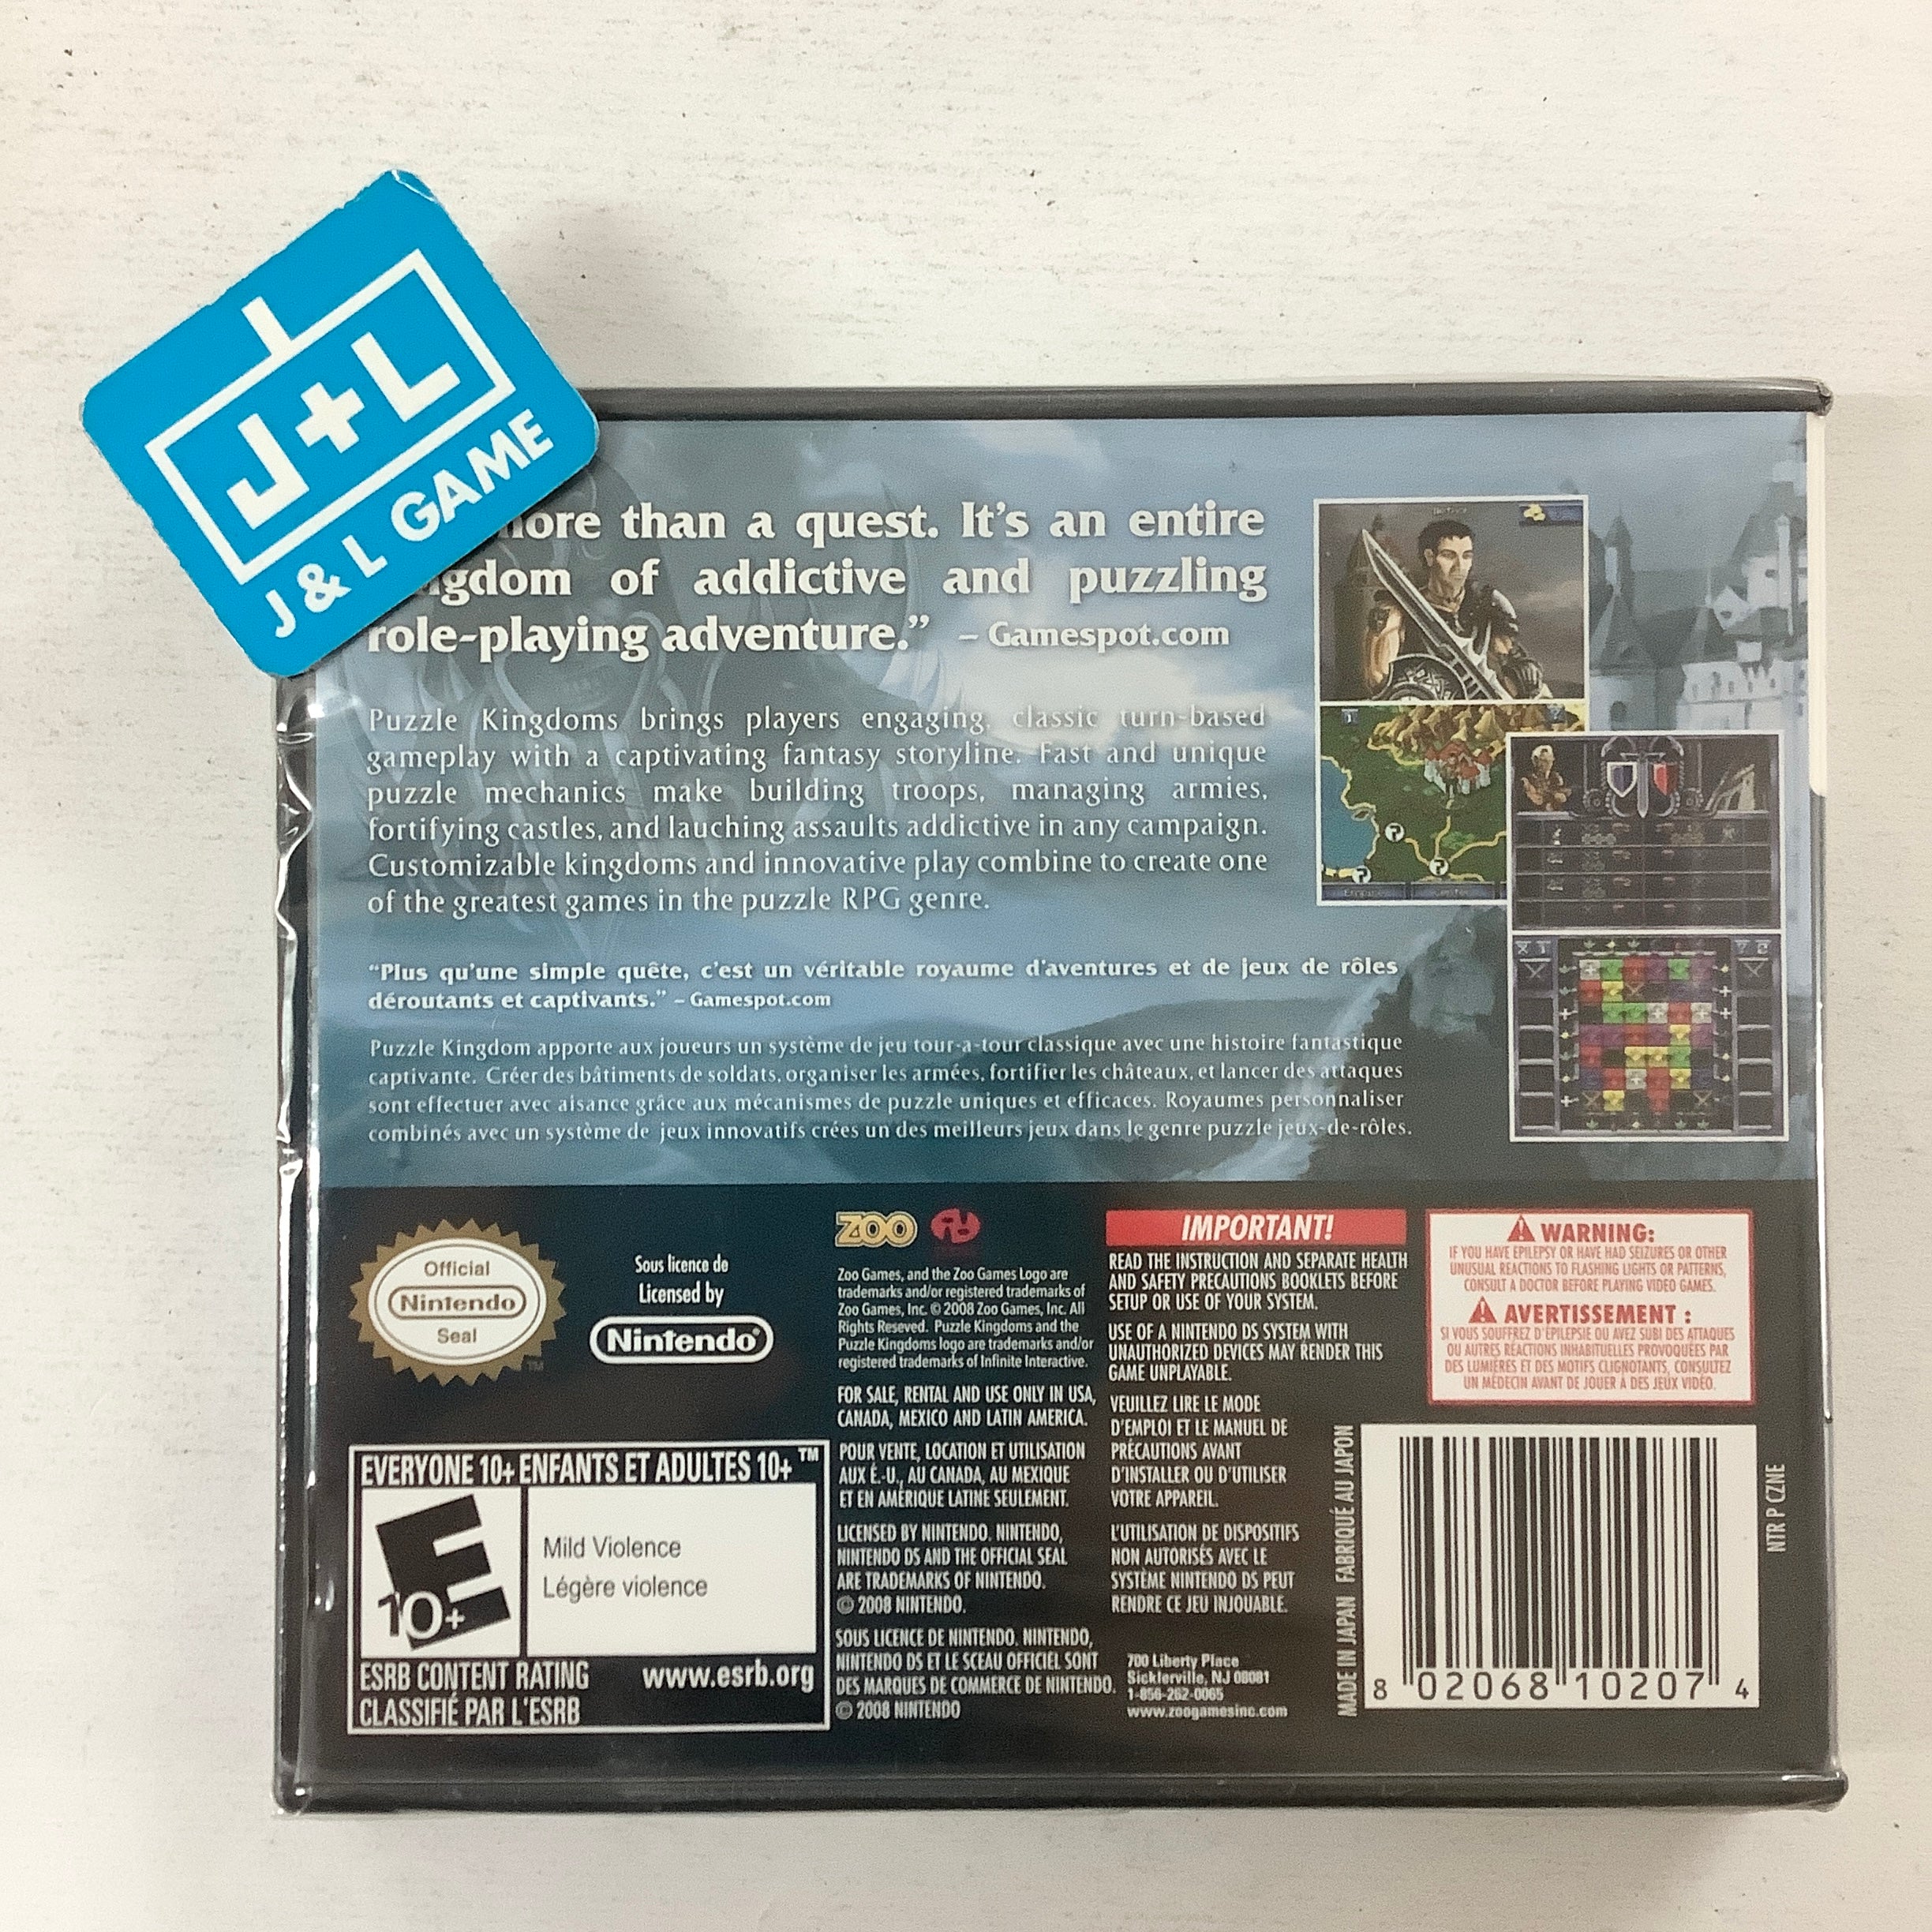 J+L
J & L GAME
more than a quest. It's an entire
gdom of addictive and puzzling
role-playing adventure.” – Gamespot.com
Puzzle Kingdoms brings players engaging, classic turn-based
gameplay with a captivating fantasy storyline. Fast and unique
puzzle mechanics make building troops, managing armies,
fortifying castles, and lauching assaults addictive in any campaign.
Customizable kingdoms and innovative play combine to create one
of the greatest games in the puzzle RPG genre.
“Plus qu'une simple quête, c'est un véritable royaume d'aventures et de jeux de rôles
déroutants et captivants.” – Gamespot.com
Puzzle Kingdom apporte aux joueurs un système de jeu tour-a-tour classique avec une histoire fantastique
captivante. Créer des bâtiments de soldats, organiser les armées, fortifier les châteaux, et lancer des attaques
sont effectuer avec aisance grâce aux mécanismes de puzzle uniques et efficaces. Royaumes personnaliser
combinés avec un système de jeux innovatifs crées un des meilleurs jeux dans le genre puzzle jeux-de-rôles.
Official
Nintendo
Seal
TM
Sous licence de
Licensed by
Nintendo®
ZOO
Zoo Games, and the Zoo Games Logo are
trademarks and/or registered trademarks of
Zoo Games, Inc. © 2008 Zoo Games, Inc. All
Rights Reseved. Puzzle Kingdoms and the
Puzzle Kingdoms logo are trademarks and/or
registered trademarks of Infinite Interactive.
FOR SALE, RENTAL AND USE ONLY IN USA,
CANADA, MEXICO AND LATIN AMERICA.
POUR VENTE, LOCATION ET UTILISATION
AUX É.-U., AU CANADA, AU MEXIQUE
ET EN AMÉRIQUE LATINE SEULEMENT.
LICENSED BY NINTENDO. NINTENDO,
NINTENDO DS AND THE OFFICIAL SEAL
ARE TRADEMARKS OF NINTENDO.
© 2008 NINTENDO.
SOUS LICENCE DE NINTENDO. NINTENDO,
NINTENDO DS ET LE SCEAU OFFICIEL SONT
DES MARQUES DE COMMERCE DE NINTENDO.
© 2008 NINTENDO
IMPORTANT!
READ THE INSTRUCTION AND SEPARATE HEALTH
AND SAFETY PRECAUTIONS BOOKLETS BEFORE
SETUP OR USE OF YOUR SYSTEM.
USE OF A NINTENDO DS SYSTEM WITH
UNAUTHORIZED DEVICES MAY RENDER THIS
GAME UNPLAYABLE.
VEUILLEZ LIRE LE MODE
D'EMPLOI ET LE MANUEL DE
PRÉCAUTIONS AVANT
D'INSTALLER OU D'UTILISER
VOTRE APPAREIL.
L'UTILISATION DE DISPOSITIFS
NON AUTORISÉS AVEC LE
SYSTÈME NINTENDO DS PEUT
RENDRE CE JEU INJOUABLE.
700 Liberty Place
Sicklerville, NJ 08081
1-856-262-0065
www.zoogamesinc.com
WARNING:
IF YOU HAVE EPILEPSY OR HAVE HAD SEIZURES OR OTHER
UNUSUAL REACTIONS TO FLASHING LIGHTS OR PATTERNS,
CONSULT A DOCTOR BEFORE PLAYING VIDEO GAMES.
AVERTISSEMENT :
SI VOUS SOUFFREZ D'ÉPILEPSIE OU AVEZ SUBI DES ATTAQUES
OU AUTRES RÉACTIONS INHABITUELLES PROVOQUÉES PAR
DES LUMIÈRES ET DES MOTIFS CLIGNOTANTS, CONSULTEZ
UN MÉDECIN AVANT DE JOUER À DES JEUX VIDÉO.
EVERYONE 10+ ENFANTS ET ADULTES 10+ ™
E
10+
Mild Violence
Légère violence
ESRB CONTENT RATING www.esrb.org
CLASSIFIÉ PAR L'ESRB
MADE IN JAPAN FABRIQUÉ AU JAPON
8 02068 10207 4
NTR P CZNE